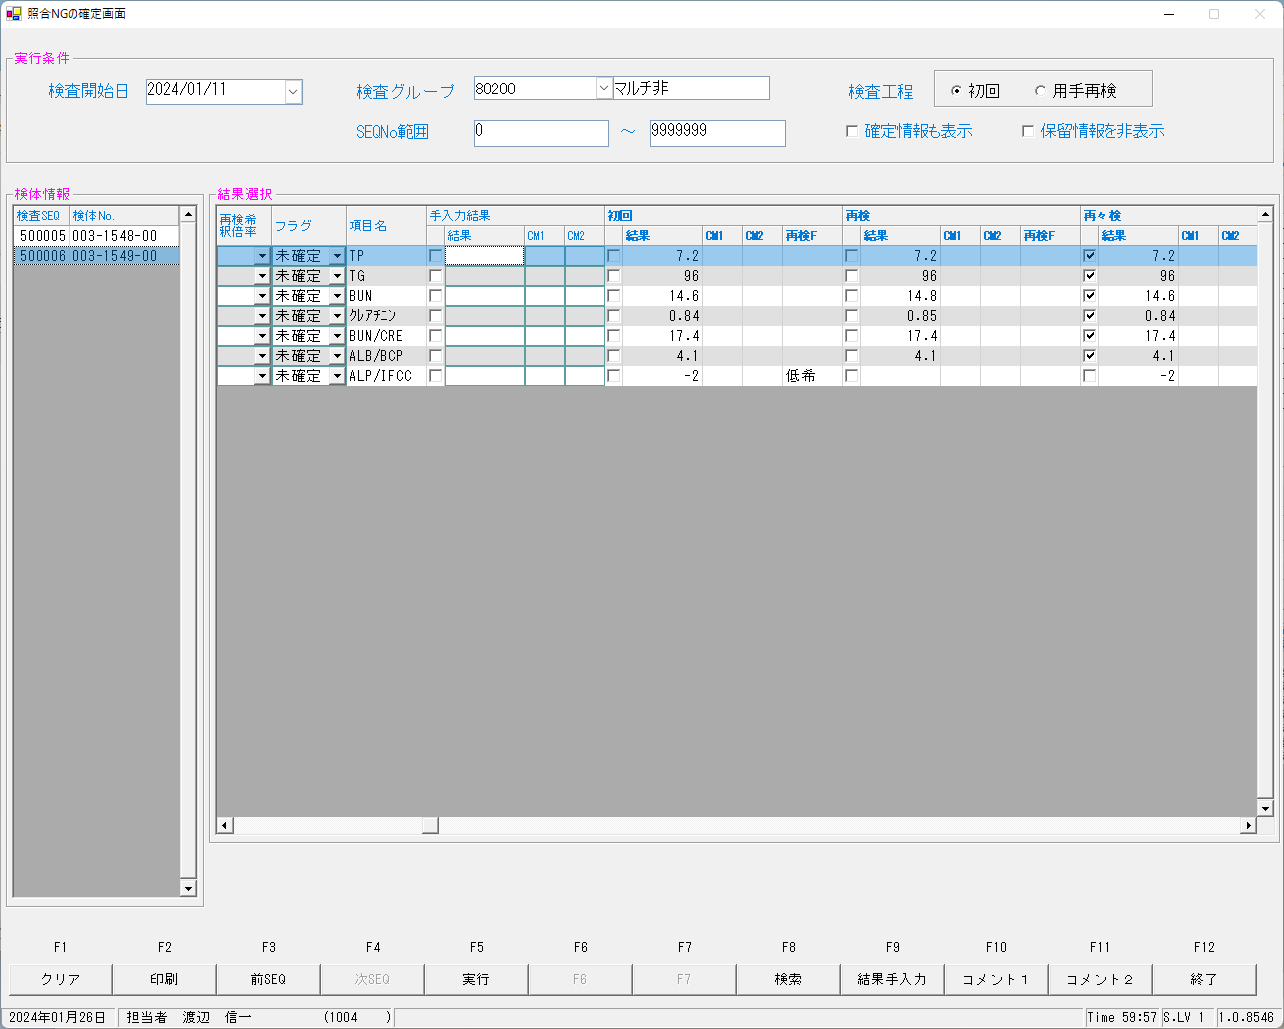 照合NGの確定画面
実行条件
検査開始日 2024/01/11 検査グループ 80200 マルチ非 検査工程 初回 用手再検
SEQNo範囲 0 ～ 9999999 確定情報も表示 保留情報を非表示
検体情報
検査SEQ 検体No.
500005 003-1548-00
500006 003-1549-00
結果選択
再検希釈倍率 フラグ 項目名 手入力結果 初回 再検 再々検
結果 CM1 CM2 結果 CM1 CM2 再検F 結果 CM1 CM2 再検F 結果 CM1 CM2
未確定 TP 7.2 7.2 7.2
未確定 TG 96 96 96
未確定 BUN 14.6 14.8 14.6
未確定 ｸﾚｱﾁﾆﾝ 0.84 0.85 0.84
未確定 BUN/CRE 17.4 17.4 17.4
未確定 ALB/BCP 4.1 4.1 4.1
未確定 ALP/IFCC -2 低希 -2
F1 F2 F3 F4 F5 F6 F7 F8 F9 F10 F11 F12
クリア 印刷 前SEQ 次SEQ 実行 F6 F7 検索 結果手入力 コメント１ コメント２ 終了
2024年01月26日 担当者 渡辺 信一 (1004 ) Time 59:57 S.LV 1 1.0.8546